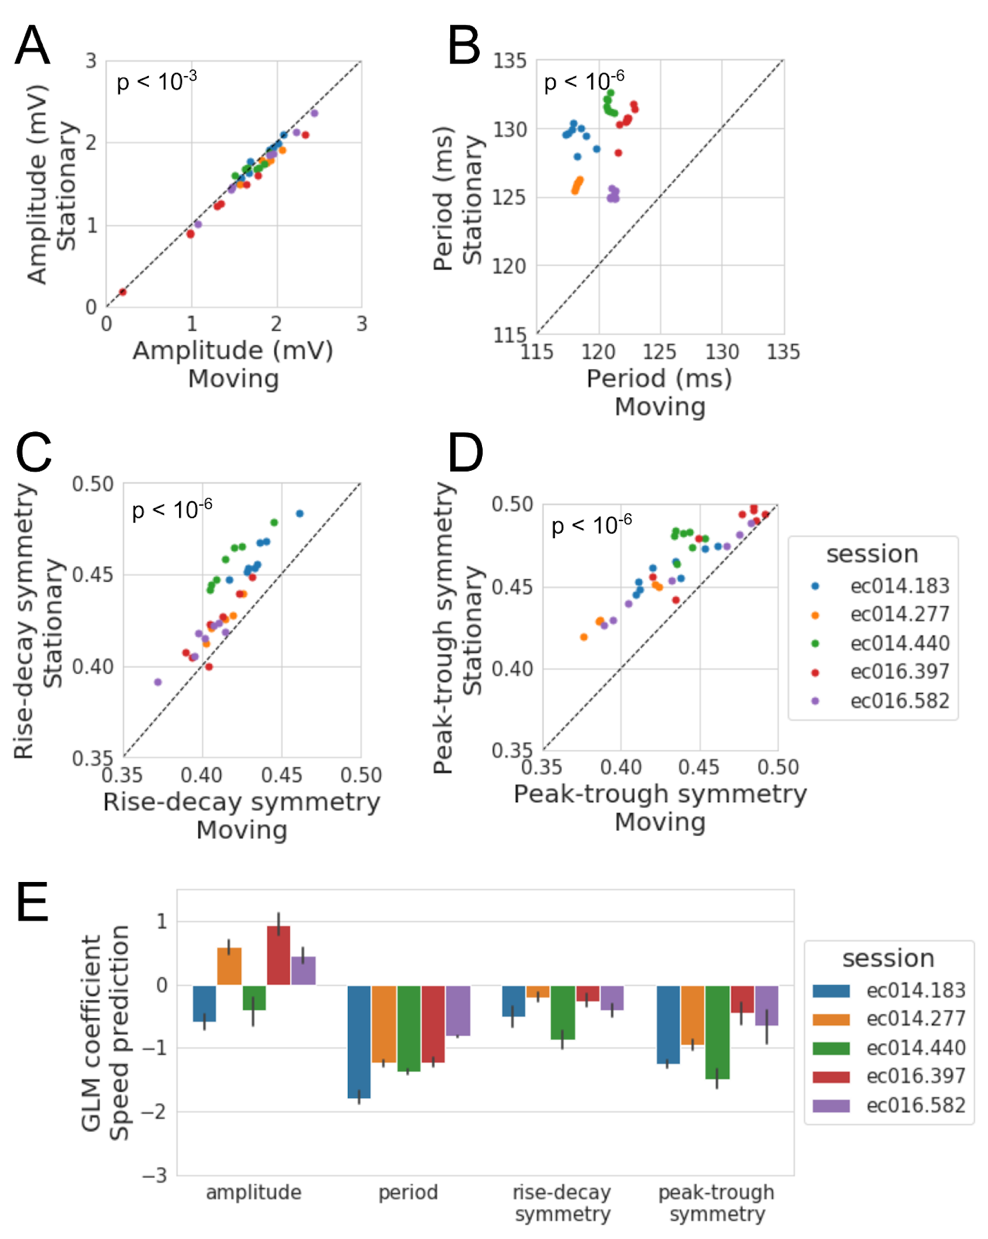 A
p < 10-3
3
2
1
0
Amplitude (mV)
Stationary
0 1 2 3
Amplitude (mV)
Moving
B
p < 10-6
135
130
125
120
115
Period (ms)
Stationary
115 120 125 130 135
Period (ms)
Moving
C
p < 10-6
0.50
0.45
0.40
0.35
Rise-decay symmetry
Stationary
0.35 0.40 0.45 0.50
Rise-decay symmetry
Moving
D
p < 10-6
0.50
0.45
0.40
0.35
Peak-trough symmetry
Stationary
0.35 0.40 0.45 0.50
Peak-trough symmetry
Moving
session
ec014.183
ec014.277
ec014.440
ec016.397
ec016.582
E
1
0
−1
−2
−3
GLM coefficient
Speed prediction
amplitude
period
rise-decay
symmetry
peak-trough
symmetry
session
ec014.183
ec014.277
ec014.440
ec016.397
ec016.582